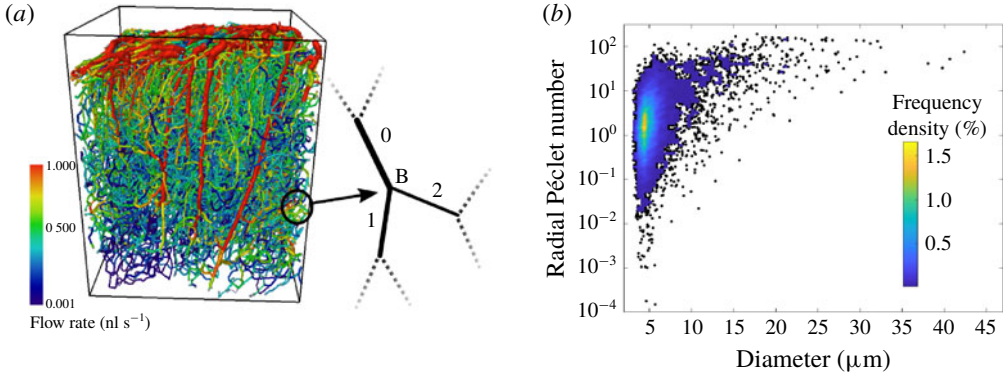 (a)
0
B
2
1
1.000
0 500
0.001
Flow rate (nl s⁻¹)
(b)
Radial Péclet number
10²
10¹
10⁰
10⁻¹
10⁻²
10⁻³
10⁻⁴
Frequency
density (%)
1.5
1.0
0.5
5 10 15 20 25 30 35 40 45
Diameter (μm)